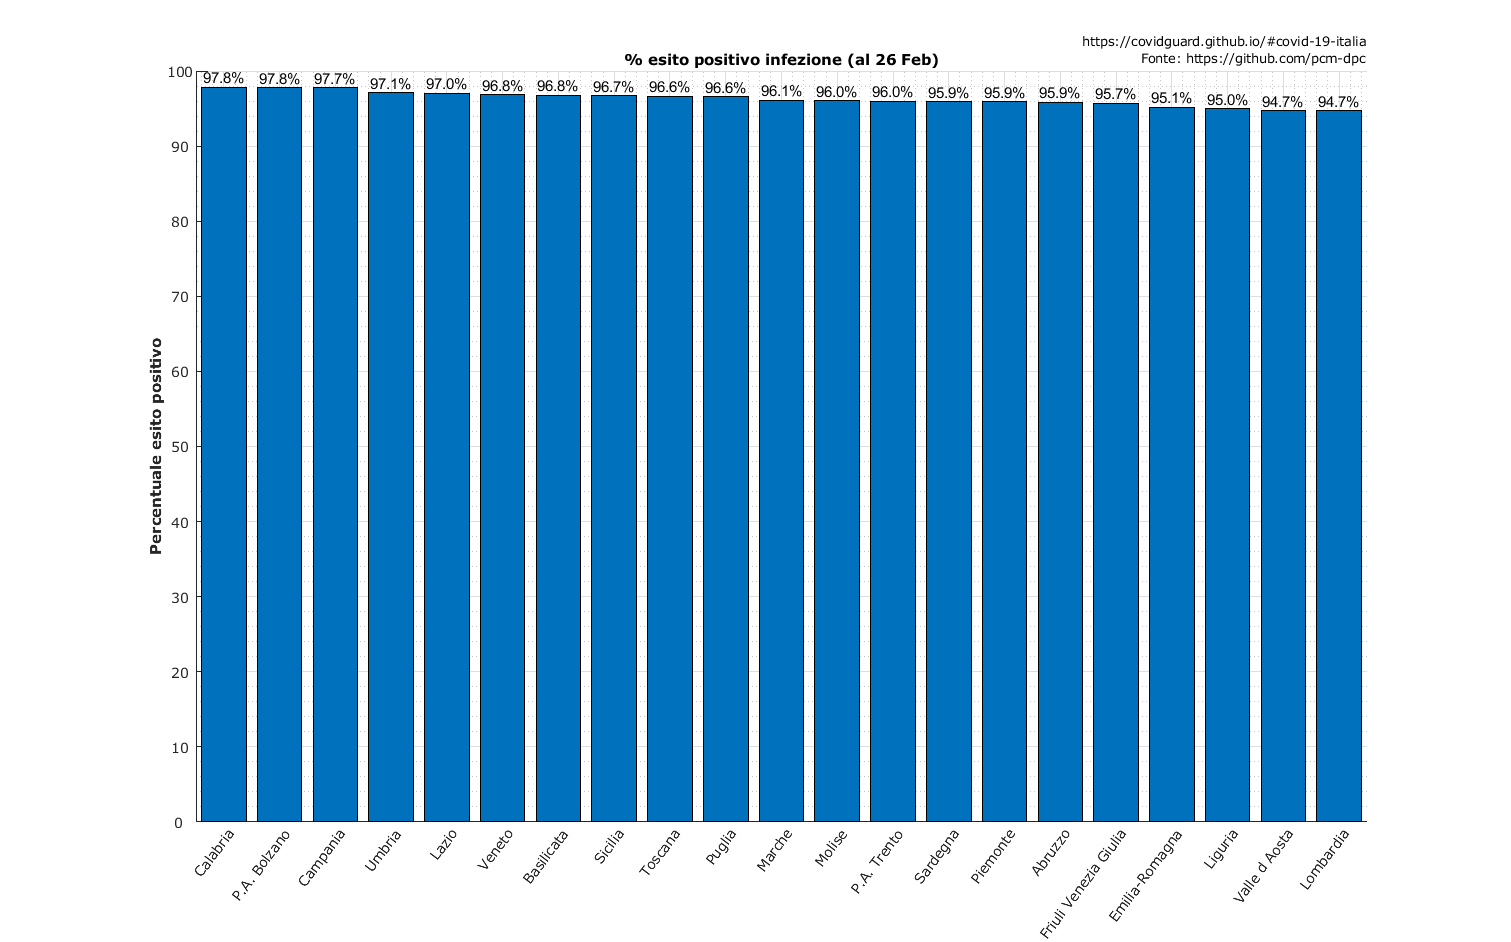 https://covidguard.github.io/#covid-19-italia
% esito positivo infezione (al 26 Feb)
Fonte: https://github.com/pcm-dpc
Percentuale esito positivo
100
90
80
70
60
50
40
30
20
10
0
97.8%
97.8%
97.7%
97.1%
97.0%
96.8%
96.8%
96.7%
96.6%
96.6%
96.1%
96.0%
96.0%
95.9%
95.9%
95.9%
95.7%
95.1%
95.0%
94.7%
94.7%
Calabria
P.A. Bolzano
Campania
Umbria
Lazio
Veneto
Basilicata
Sicilia
Toscana
Puglia
Marche
Molise
P.A. Trento
Sardegna
Piemonte
Abruzzo
Friuli Venezia Giulia
Emilia-Romagna
Liguria
Valle d Aosta
Lombardia